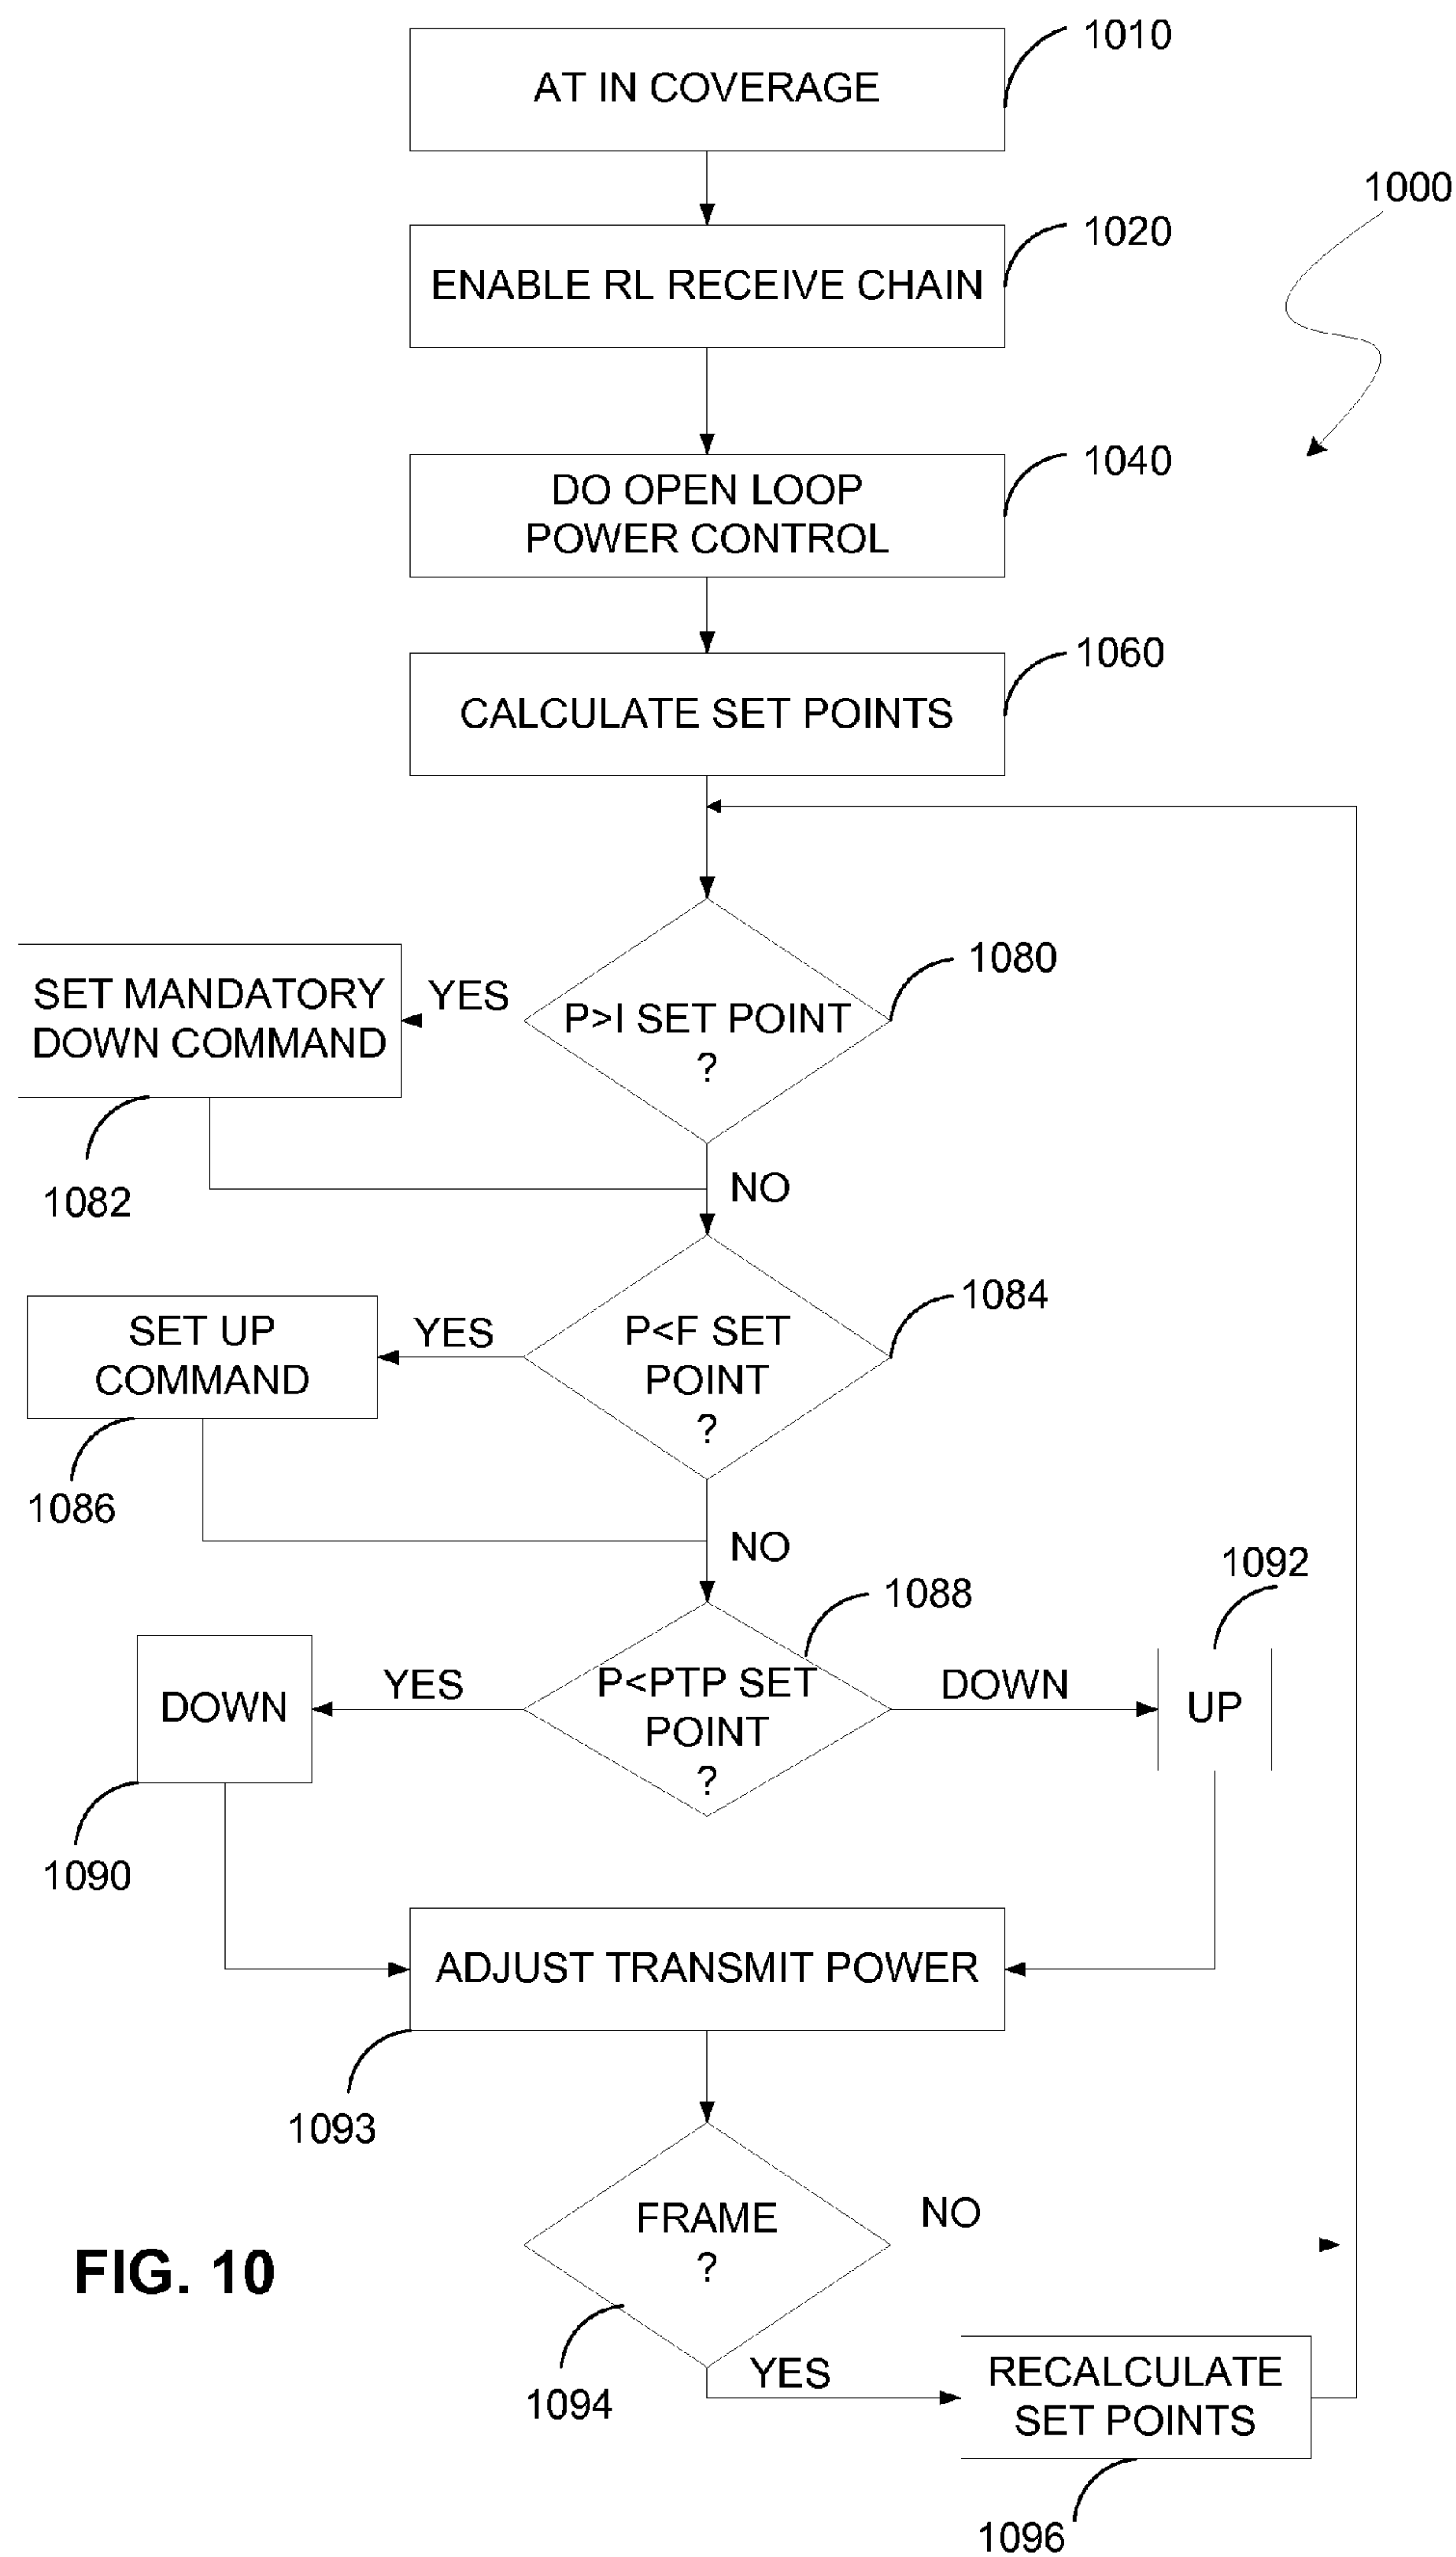 1010
AT IN COVERAGE
1000
1020
ENABLE RL RECEIVE CHAIN
1040
DO OPEN LOOP
POWER CONTROL
1060
CALCULATE SET POINTS
1080
SET MANDATORY
DOWN COMMAND
YES
P>I SET POINT
?
1082
NO
1084
SET UP
COMMAND
YES
P<F SET
POINT
?
1086
NO
1092
1088
DOWN
YES
P<PTP SET
POINT
?
DOWN
UP
1090
ADJUST TRANSMIT POWER
1093
FRAME
?
NO
FIG. 10
1094
YES
RECALCULATE
SET POINTS
1096